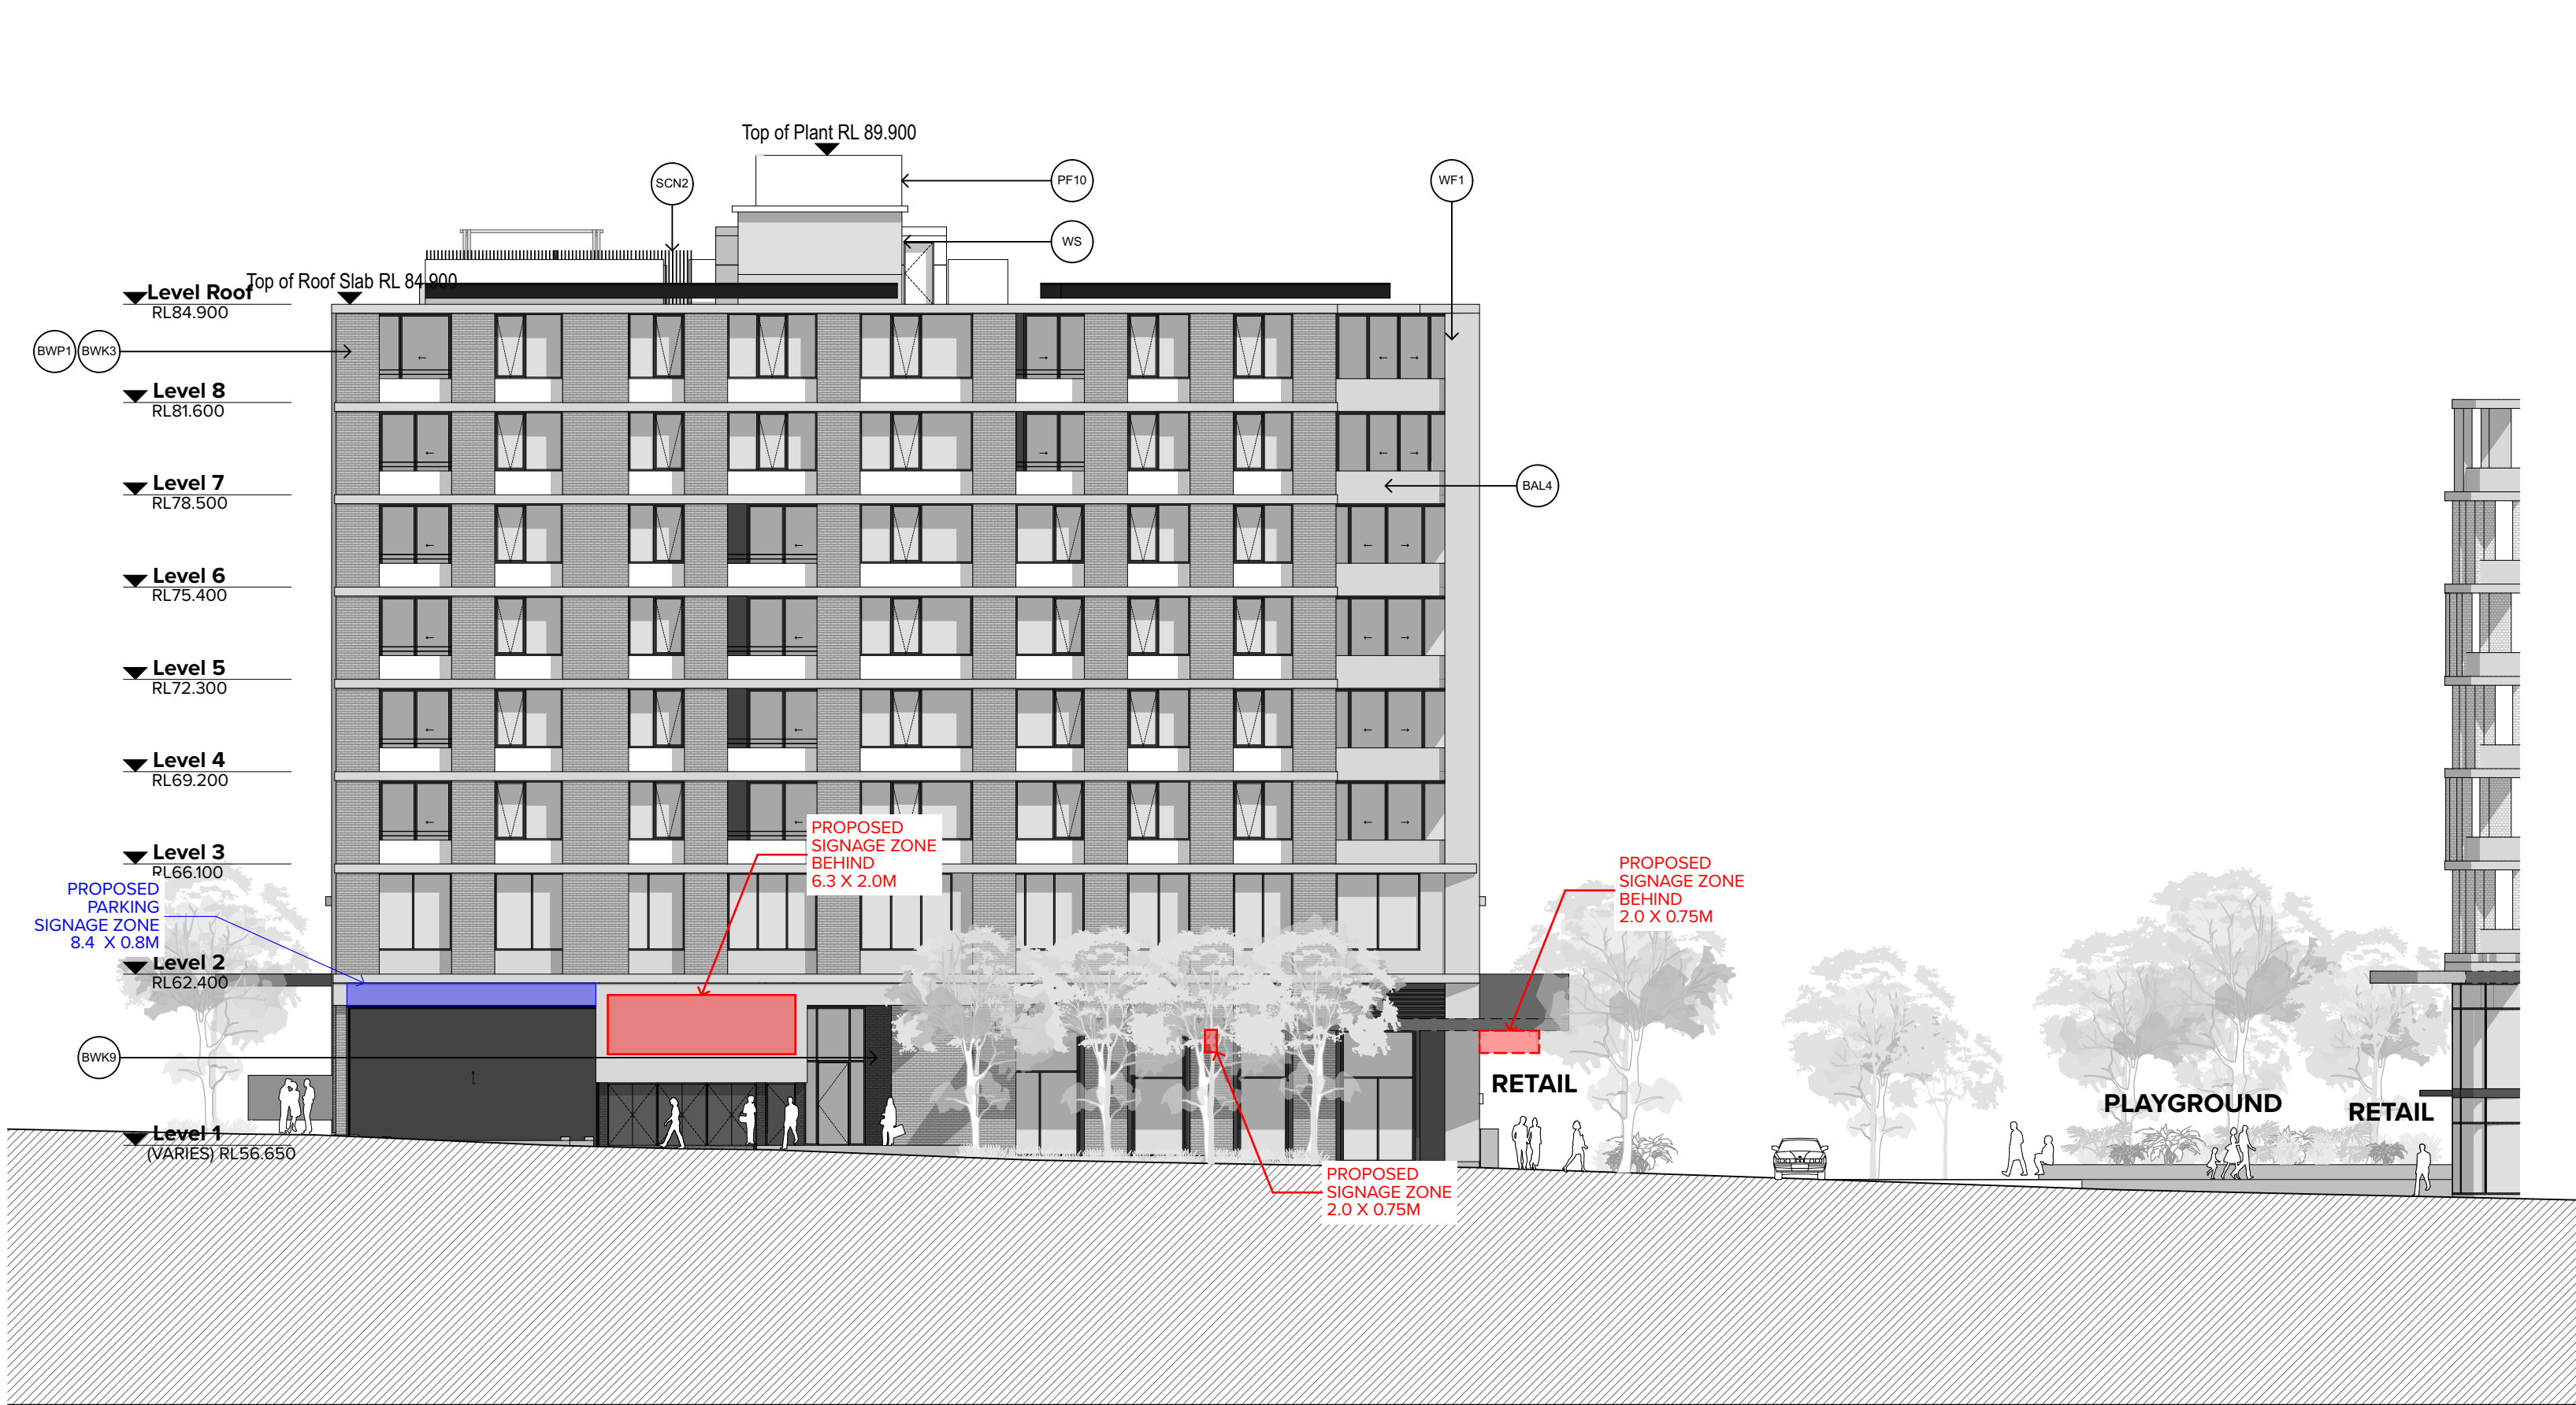 Top of Plant RL 89.900
SCN2
PF10
WF1
WS
Top of Roof Slab RL 84.900
Level Roof
RL84.900
BWP1
BWK3
Level 8
RL81.600
Level 7
RL78.500
BAL4
Level 6
RL75.400
Level 5
RL72.300
Level 4
RL69.200
PROPOSED
SIGNAGE ZONE
BEHIND
6.3 X 2.0M
Level 3
RL66.100
PROPOSED
SIGNAGE ZONE
BEHIND
2.0 X 0.75M
PROPOSED
PARKING
SIGNAGE ZONE
8.4 X 0.8M
Level 2
RL62.400
BWK9
RETAIL
PLAYGROUND
RETAIL
Level 1
(VARIES) RL56.650
PROPOSED
SIGNAGE ZONE
2.0 X 0.75M